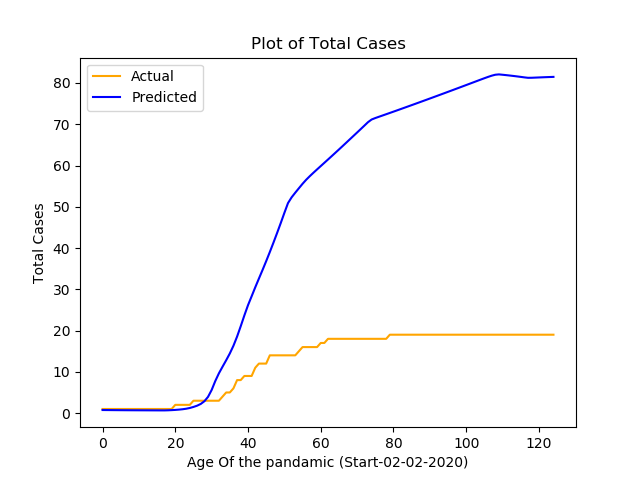 Plot of Total Cases
Actual
Predicted
80
70
60
50
40
30
20
10
0
Total Cases
0 20 40 60 80 100 120
Age Of the pandamic (Start-02-02-2020)